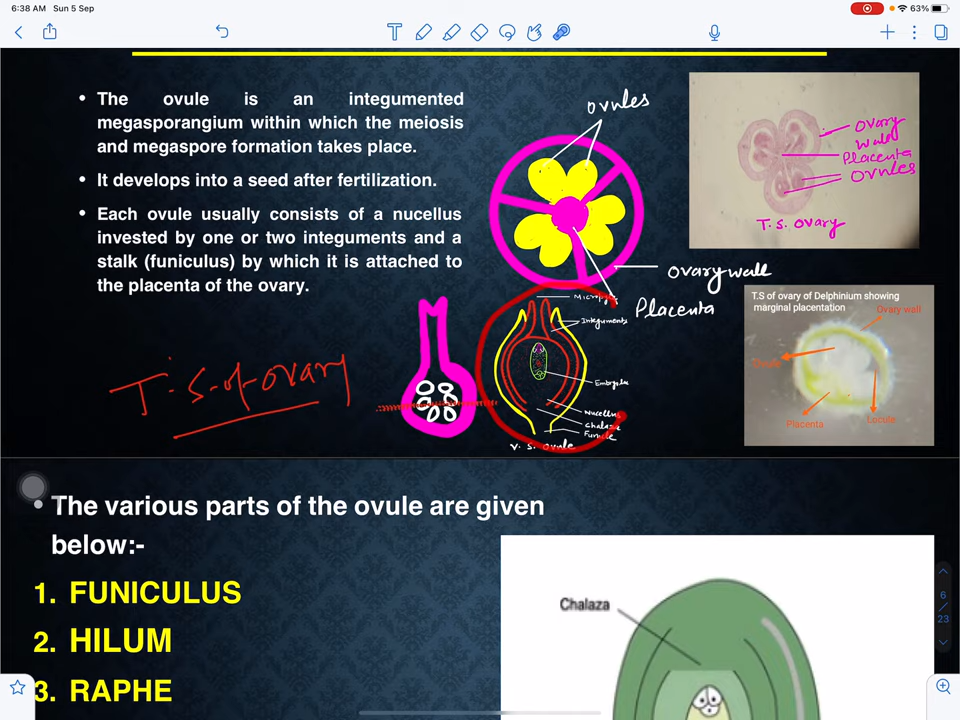 6:38 AM Sun 5 Sep
63%
• The ovule is an integumented
megasporangium within which the meiosis
and megaspore formation takes place.
• It develops into a seed after fertilization.
• Each ovule usually consists of a nucellus
invested by one or two integuments and a
stalk (funiculus) by which it is attached to
the placenta of the ovary.
T.S.of.ovary
ovules
ovary wall
Placenta
Integuments
Nucellus
Chalaza
Funicle
V.S. ovule
ovary
wall
Placenta
ovules
T.S. ovary
T.S of ovary of Delphinium showing
marginal placentation
Ovary wall
Ovule
Placenta
Locule
• The various parts of the ovule are given
below:-
1. FUNICULUS
2. HILUM
3. RAPHE
Chalaza
6
/
23